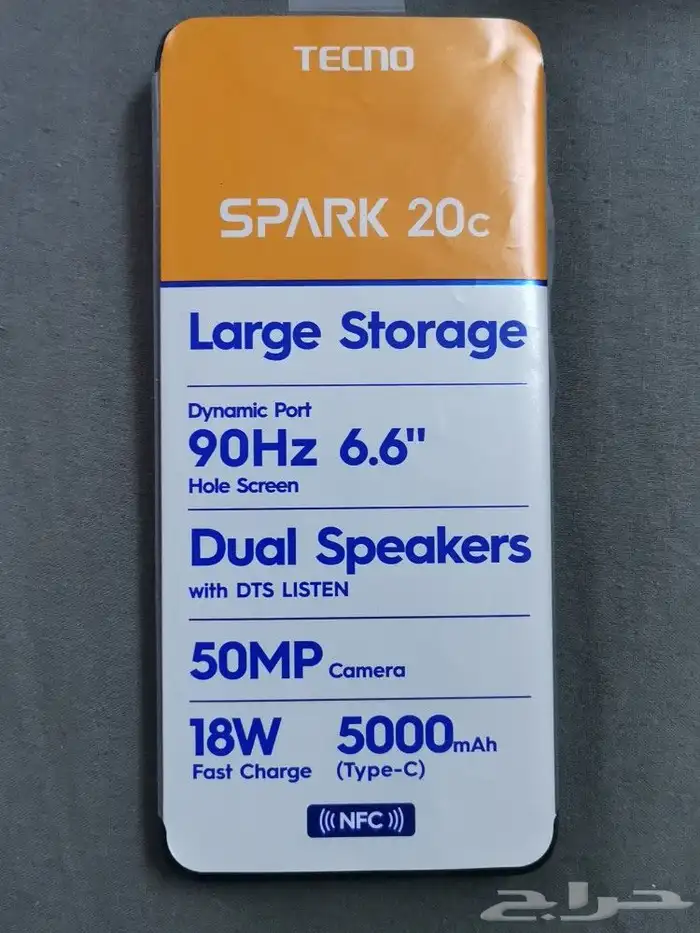 TECNO
SPARK 20c
Large Storage
Dynamic Port
90Hz 6.6"
Hole Screen
Dual Speakers
with DTS LISTEN
50MP Camera
18W 5000mAh
Fast Charge (Type-C)
NFC
حراج